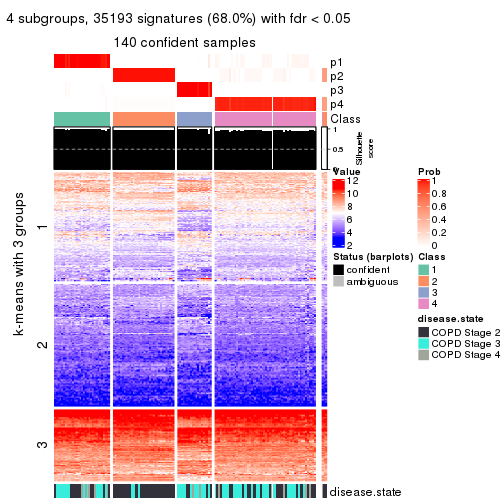 4 subgroups, 35193 signatures (68.0%) with fdr < 0.05
140 confident samples
p1
p2
p3
p4
Class
1
0.5
0
Silhouette
score
k-means with 3 groups
1
2
3
disease.state
Value
12
10
8
6
4
2
Prob
1
0.8
0.6
0.4
0.2
0
Status (barplots)
confident
ambiguous
Class
1
2
3
4
disease.state
COPD Stage 2
COPD Stage 3
COPD Stage 4